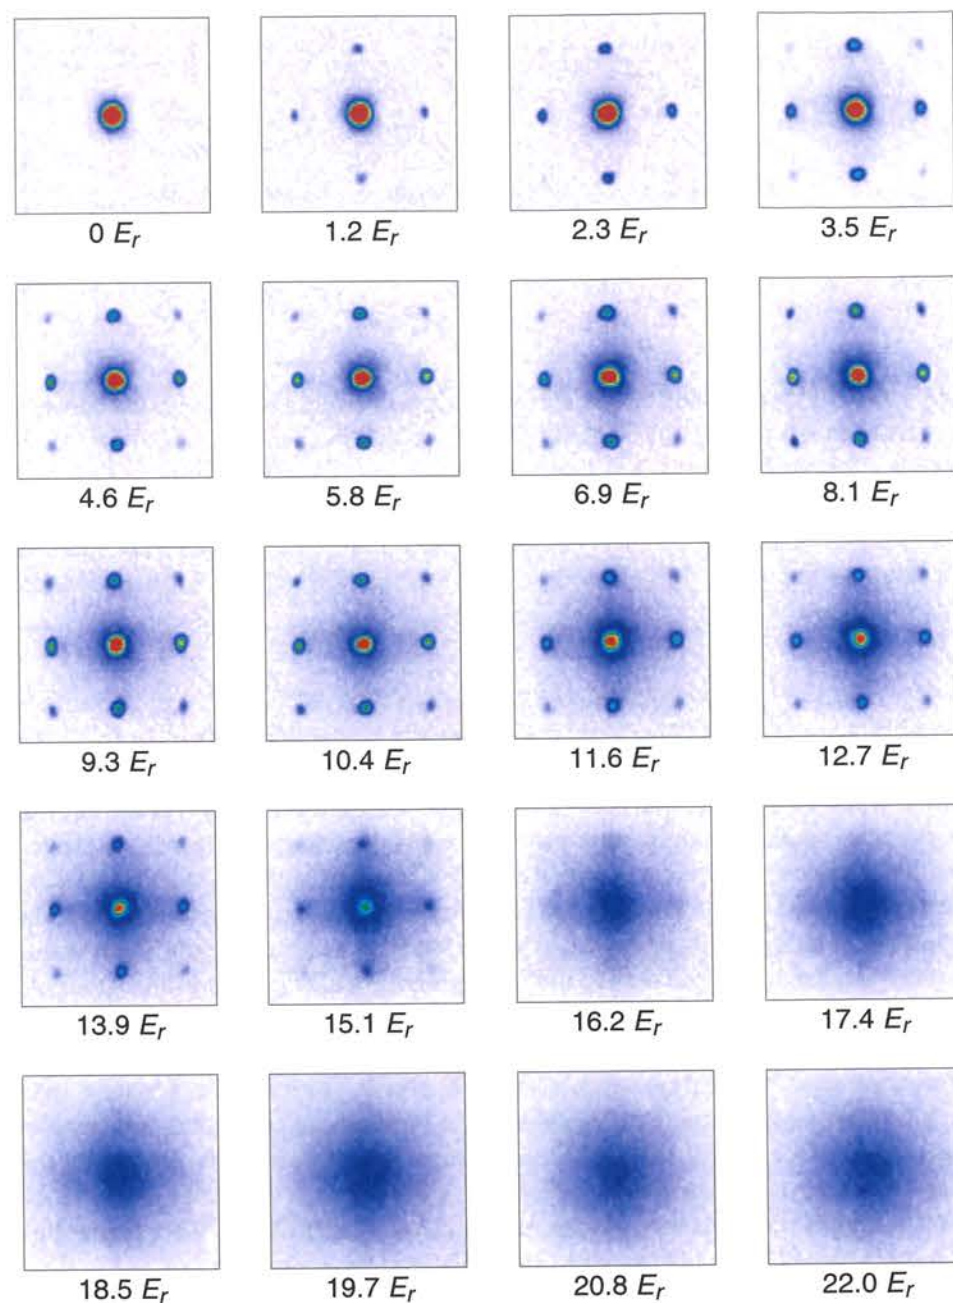 0 Er 1.2 Er 2.3 Er 3.5 Er
4.6 Er 5.8 Er 6.9 Er 8.1 Er
9.3 Er 10.4 Er 11.6 Er 12.7 Er
13.9 Er 15.1 Er 16.2 Er 17.4 Er
18.5 Er 19.7 Er 20.8 Er 22.0 Er